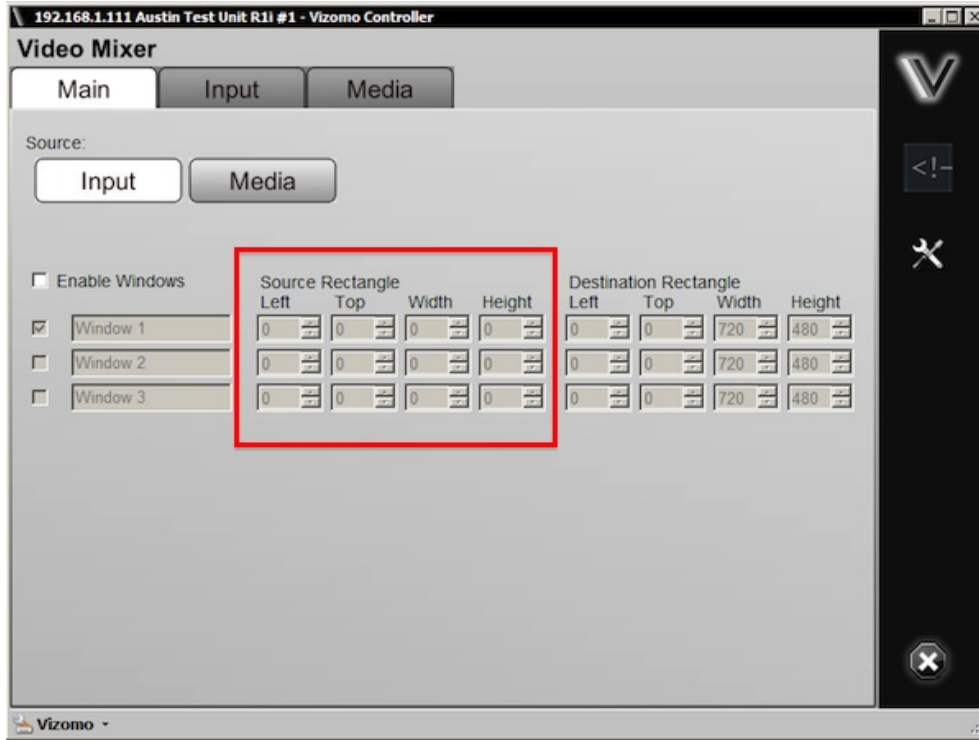 192.168.1.111 Austin Test Unit R1i #1 - Vizomo Controller
Video Mixer
Main Input Media
<!-
Source:
Input Media
Enable Windows Source Rectangle Destination Rectangle
Left Top Width Height Left Top Width Height
Window 1 0 0 0 0 0 0 720 480
Window 2 0 0 0 0 0 0 720 480
Window 3 0 0 0 0 0 0 720 480
Vizomo